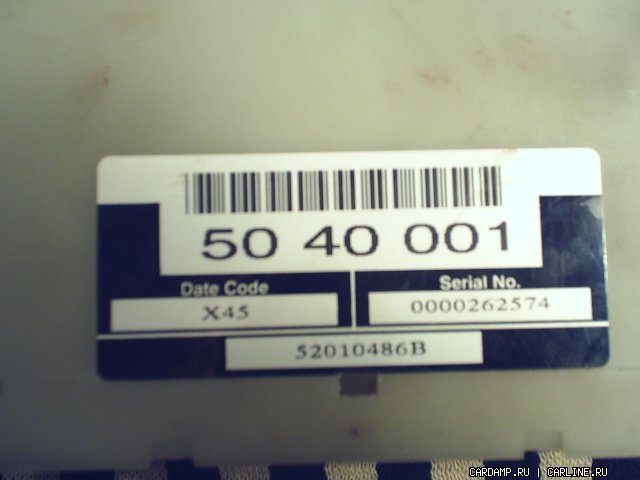 50 40 001
Date Code
Serial No.
X45
0000262574
52010486B
CARDAMP.RU | CARLINE.RU